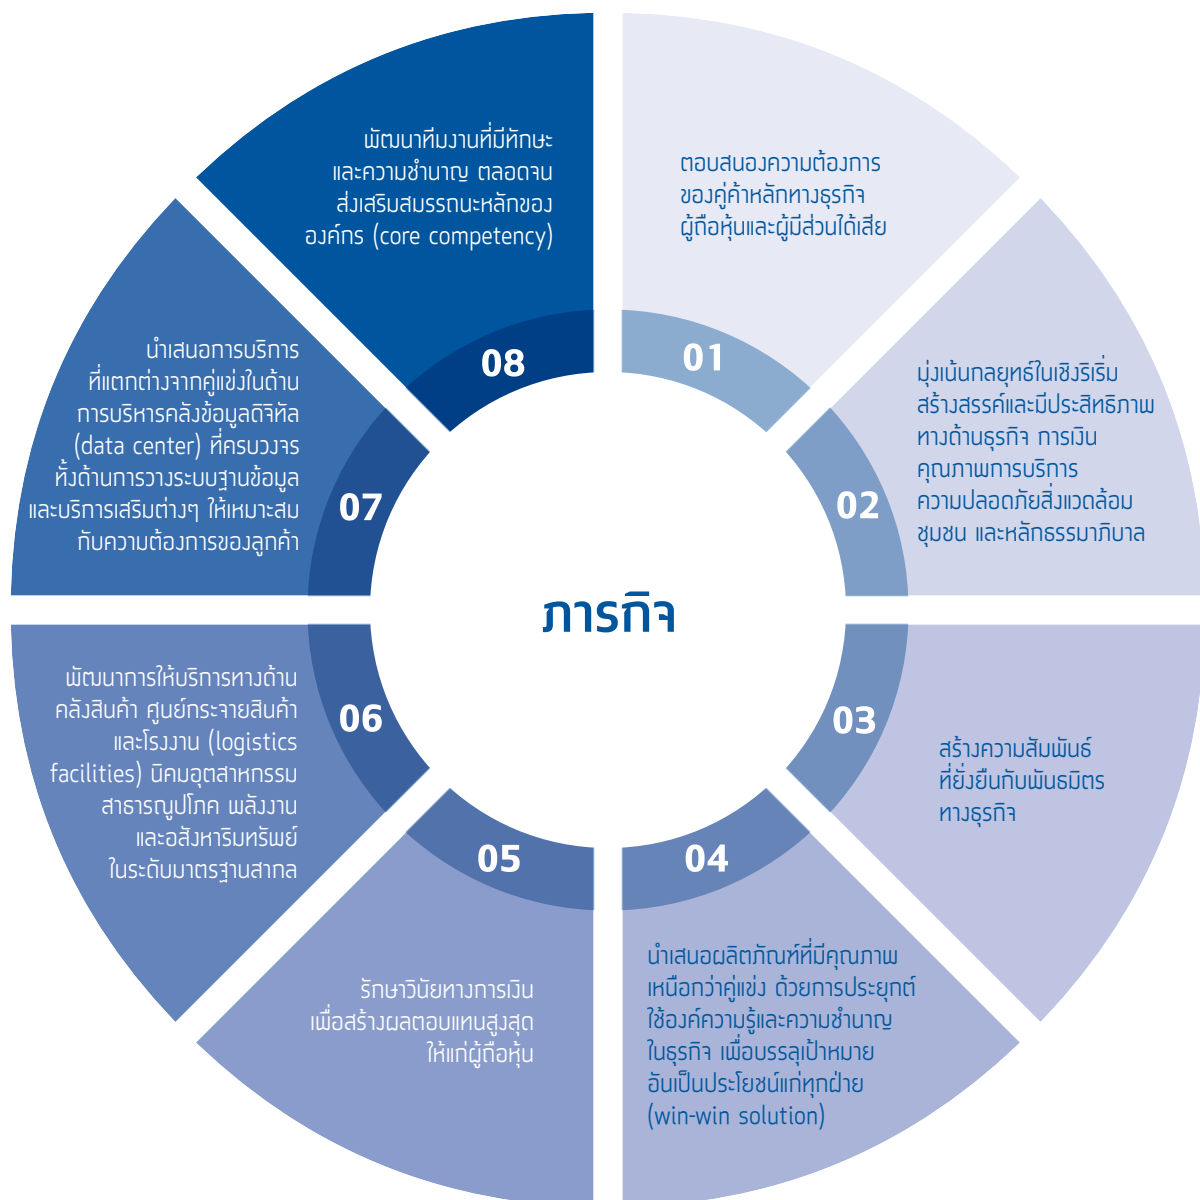 ภารกิจ
01
ตอบสนองความต้องการ
ของคู่ค้าหลักทางธุรกิจ
ผู้ถือหุ้นและผู้มีส่วนได้เสีย
02
มุ่งเน้นกลยุทธ์ในเชิงริเริ่ม
สร้างสรรค์และมีประสิทธิภาพ
ทางด้านธุรกิจ การเงิน
คุณภาพการบริการ
ความปลอดภัยสิ่งแวดล้อม
ชุมชน และหลักธรรมาภิบาล
03
สร้างความสัมพันธ์
ที่ยั่งยืนกับพันธมิตร
ทางธุรกิจ
04
นำเสนอผลิตภัณฑ์ที่มีคุณภาพ
เหนือกว่าคู่แข่ง ด้วยการประยุกต์
ใช้องค์ความรู้และความชำนาญ
ในธุรกิจ เพื่อบรรลุเป้าหมาย
อันเป็นประโยชน์แก่ทุกฝ่าย
(win-win solution)
05
รักษาวินัยทางการเงิน
เพื่อสร้างผลตอบแทนสูงสุด
ให้แก่ผู้ถือหุ้น
06
พัฒนาการให้บริการทางด้าน
คลังสินค้า ศูนย์กระจายสินค้า
และโรงงาน (logistics
facilities) นิคมอุตสาหกรรม
สาธารณูปโภค พลังงาน
และอสังหาริมทรัพย์
ในระดับมาตรฐานสากล
07
นำเสนอการบริการ
ที่แตกต่างจากคู่แข่งในด้าน
การบริหารคลังข้อมูลดิจิทัล
(data center) ที่ครบวงจร
ทั้งด้านการวางระบบฐานข้อมูล
และบริการเสริมต่างๆ ให้เหมาะสม
กับความต้องการของลูกค้า
08
พัฒนาทีมงานที่มีทักษะ
และความชำนาญ ตลอดจน
ส่งเสริมสมรรถนะหลักของ
องค์กร (core competency)